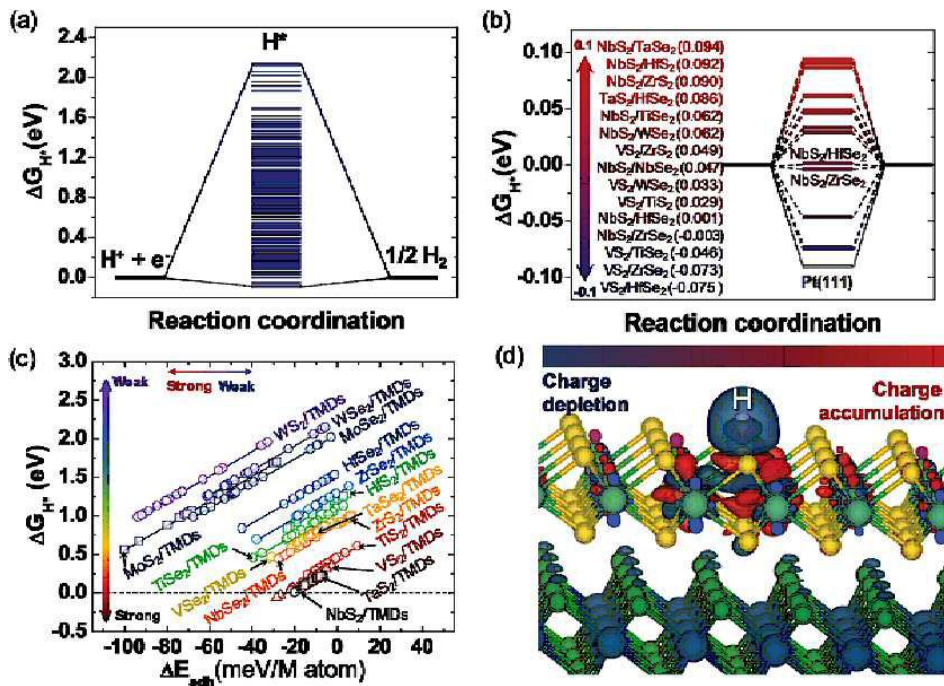 (a)
2.4
2.0
1.6
1.2
0.8
0.4
0.0
ΔG_H* (eV)
H*
H⁺ + e⁻
1/2 H₂
Reaction coordination
(b)
0.10
0.05
0.00
-0.05
-0.10
ΔG_H* (eV)
0.1
NbS₂/TaSe₂(0.094)
NbS₂/HfS₂(0.092)
NbS₂/ZrS₂(0.090)
TaS₂/HfSe₂(0.086)
NbS₂/TiSe₂(0.062)
NbS₂/WSe₂(0.062)
VS₂/ZrS₂(0.049)
NbS₂/NbSe₂(0.047)
VS₂/WSe₂(0.033)
VS₂/TiS₂(0.029)
NbS₂/HfSe₂(0.001)
NbS₂/ZrSe₂(-0.003)
VS₂/TiSe₂(-0.046)
VS₂/ZrSe₂(-0.073)
VS₂/HfSe₂(-0.075)
-0.1
NbS₂/HfSe₂
NbS₂/ZrSe₂
Pt(111)
Reaction coordination
(c)
3.0
2.5
2.0
1.5
1.0
0.5
0.0
-0.5
ΔG_H* (eV)
Weak
Strong
Strong Weak
WS₂/TMDs
WSe₂/TMDs
MoSe₂/TMDs
HfSe₂/TMDs
ZrSe₂/TMDs
HfS₂/TMDs
TaSe₂/TMDs
ZrS₂/TMDs
TiS₂/TMDs
VS₂/TMDs
TaS₂/TMDs
NbS₂/TMDs
MoS₂/TMDs
TiSe₂/TMDs
VSe₂/TMDs
NbSe₂/TMDs
-100 -80 -60 -40 -20 0 20
ΔE_adh (meV/M atom)
(d)
Charge
depletion
H
Charge
accumulation